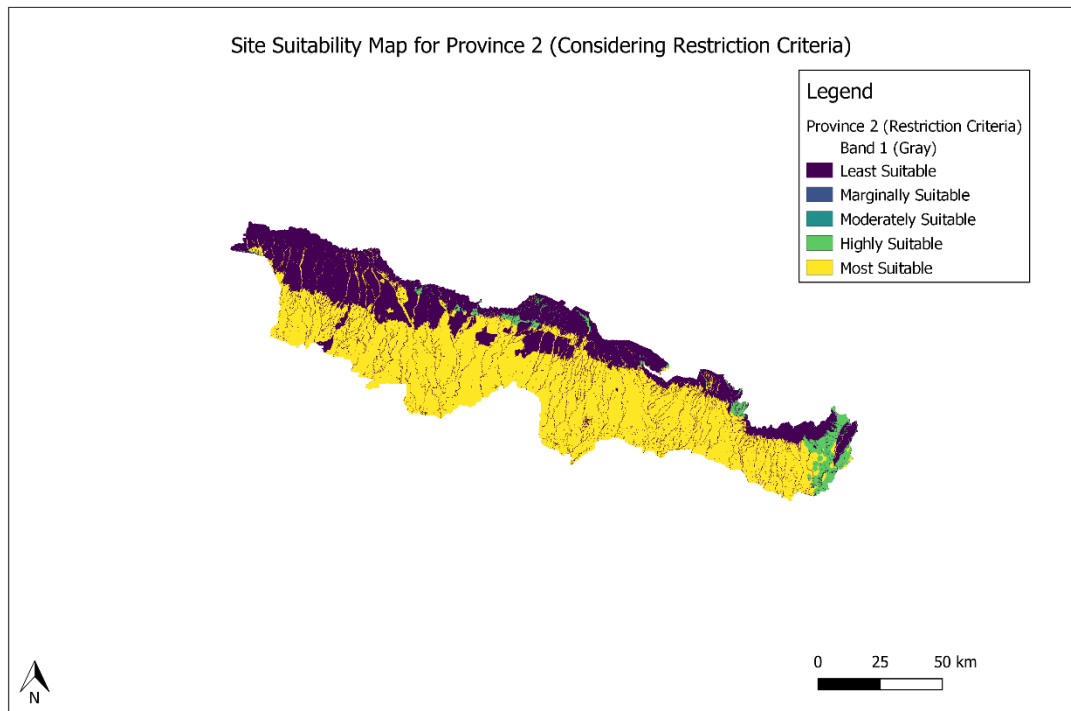 Site Suitability Map for Province 2 (Considering Restriction Criteria)
Legend
Province 2 (Restriction Criteria)
Band 1 (Gray)
Least Suitable
Marginally Suitable
Moderately Suitable
Highly Suitable
Most Suitable
N
0 25 50 km